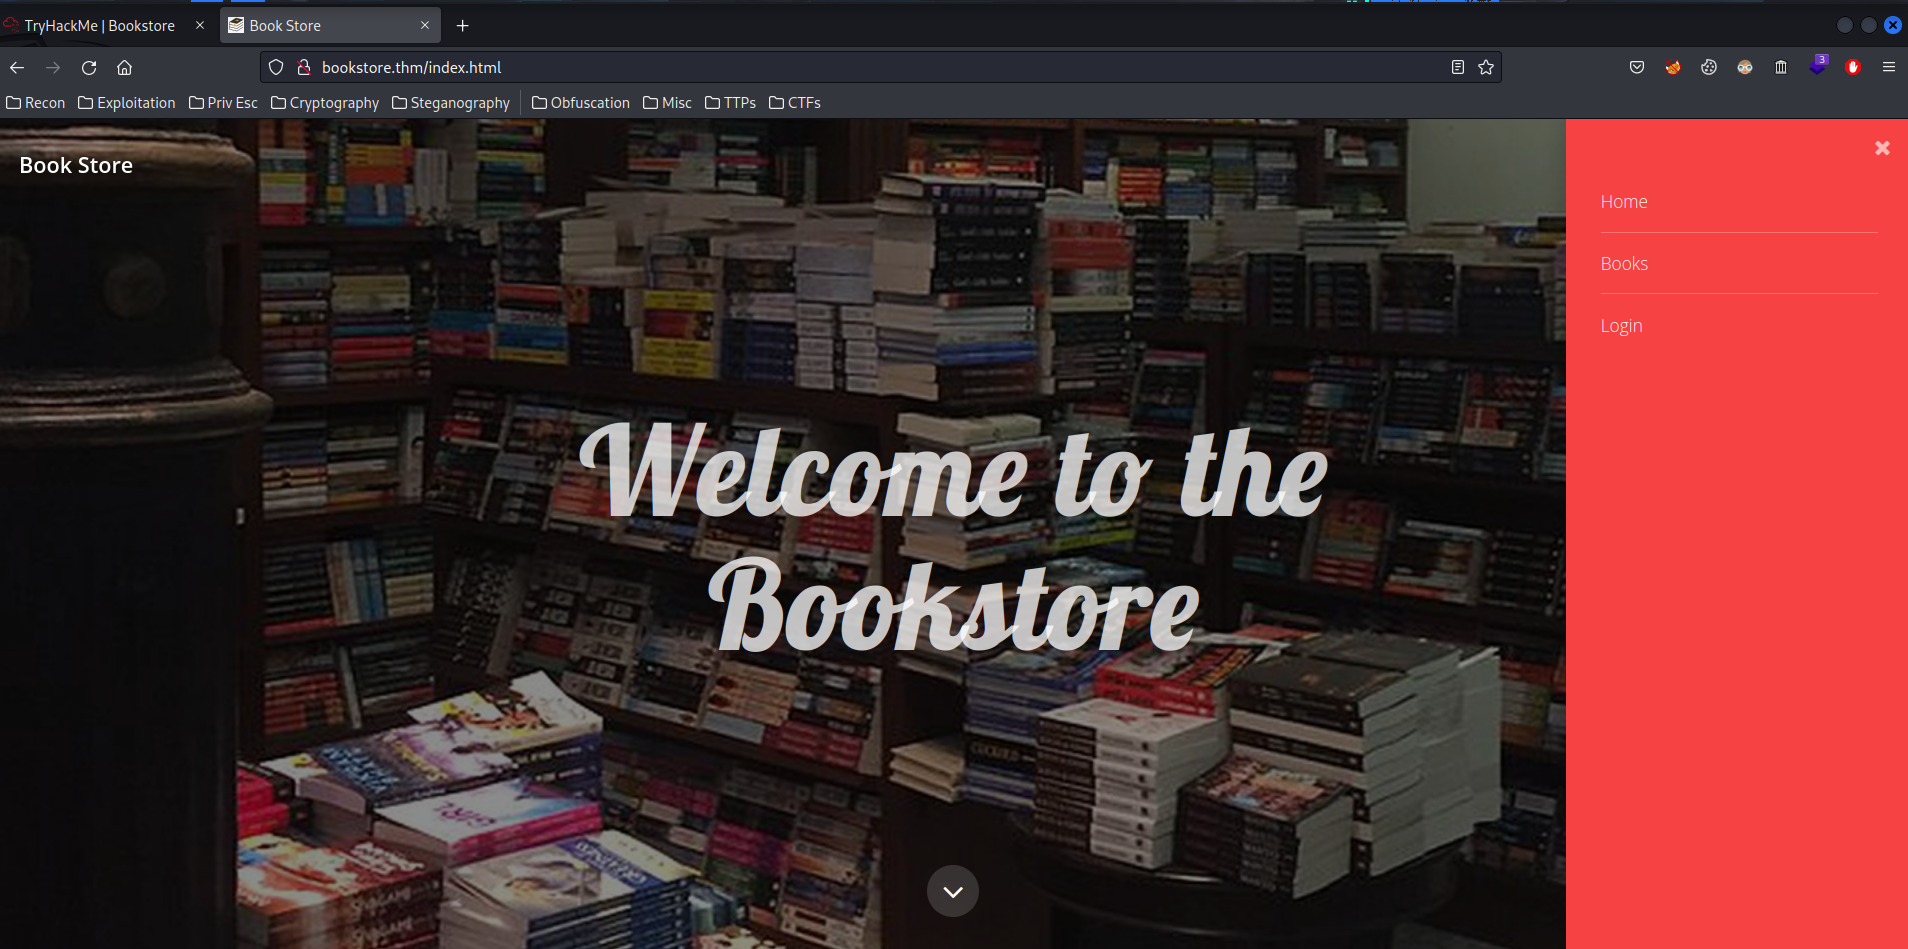 TryHackMe | Bookstore
Book Store
bookstore.thm/index.html
3
Recon
Exploitation
Priv Esc
Cryptography
Steganography
Obfuscation
Misc
TTPs
CTFs
Book Store
Home
Books
Login
Welcome to the
Bookstore